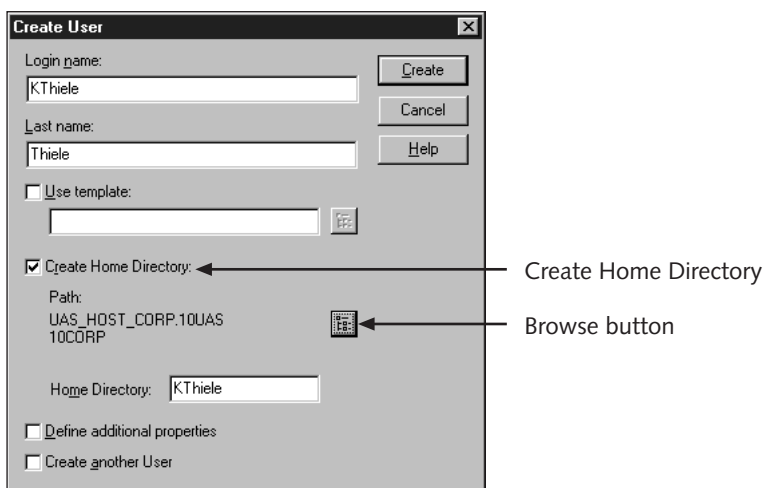 Create User
Login name:
KThiele
Create
Cancel
Last name:
Thiele
Help
Use template:
Create Home Directory:
Create Home Directory
Path:
UAS_HOST_CORP.10UAS
10CORP
Browse button
Home Directory:
KThiele
Define additional properties
Create another User